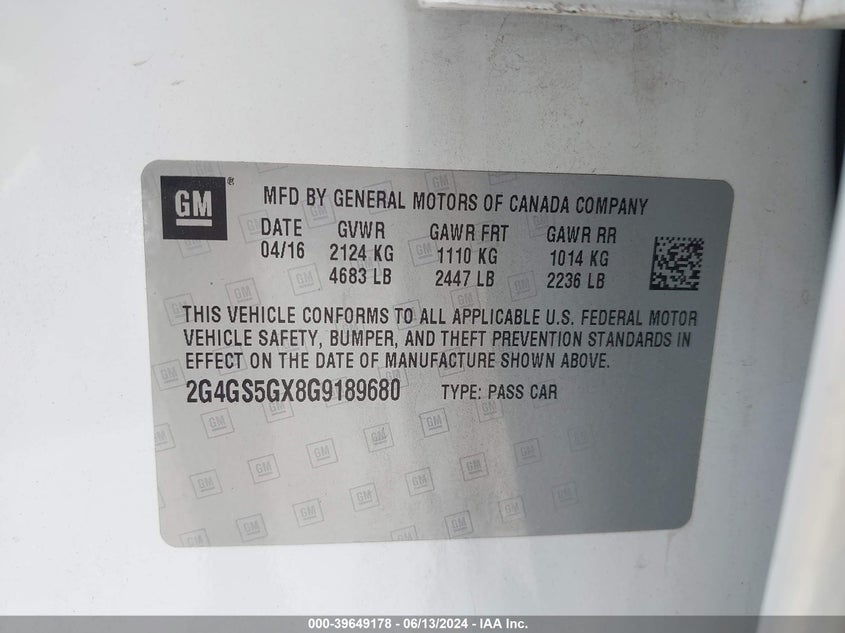 GM®
MFD BY GENERAL MOTORS OF CANADA COMPANY
DATE GVWR GAWR FRT GAWR RR
04/16 2124 KG 1110 KG 1014 KG
4683 LB 2447 LB 2236 LB
THIS VEHICLE CONFORMS TO ALL APPLICABLE U.S. FEDERAL MOTOR
VEHICLE SAFETY, BUMPER, AND THEFT PREVENTION STANDARDS IN
EFFECT ON THE DATE OF MANUFACTURE SHOWN ABOVE.
2G4GS5GX8G9189680 TYPE: PASS CAR
000-39649178 - 06/13/2024 - IAA Inc.